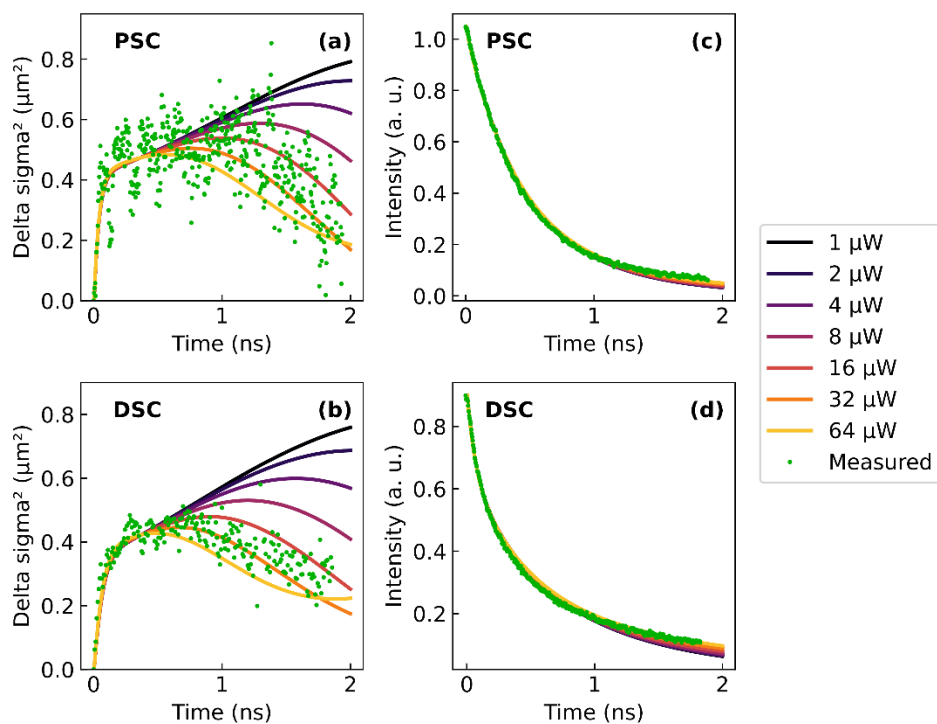 PSC (a)
Delta sigma² (μm²)
0.8
0.6
0.4
0.2
0.0
0 1 2
Time (ns)
PSC (c)
Intensity (a. u.)
1.0
0.8
0.6
0.4
0.2
0.0
0 1 2
Time (ns)
DSC (b)
Delta sigma² (μm²)
0.8
0.6
0.4
0.2
0.0
0 1 2
Time (ns)
DSC (d)
Intensity (a. u.)
0.8
0.6
0.4
0.2
0 1 2
Time (ns)
1 μW
2 μW
4 μW
8 μW
16 μW
32 μW
64 μW
Measured